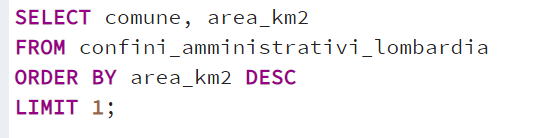 SELECT comune, area_km2
FROM confini_amministrativi_lombardia
ORDER BY area_km2 DESC
LIMIT 1;